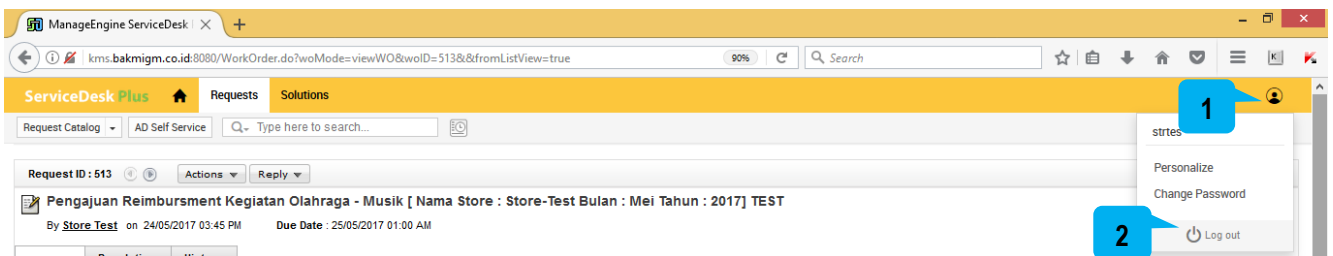 ManageEngine ServiceDesk
kms.bakmigm.co.id:8080/WorkOrder.do?woMode=viewWO&woID=513&&fromListView=true
90%
Search
K
ServiceDesk Plus
Requests
Solutions
1
Request Catalog
AD Self Service
Type here to search...
strtes
Request ID : 513
Actions
Reply
Personalize
Pengajuan Reimbursment Kegiatan Olahraga - Musik [ Nama Store : Store-Test Bulan : Mei Tahun : 2017] TEST
Change Password
By Store Test on 24/05/2017 03:45 PM Due Date : 25/05/2017 01:00 AM
2
Log out